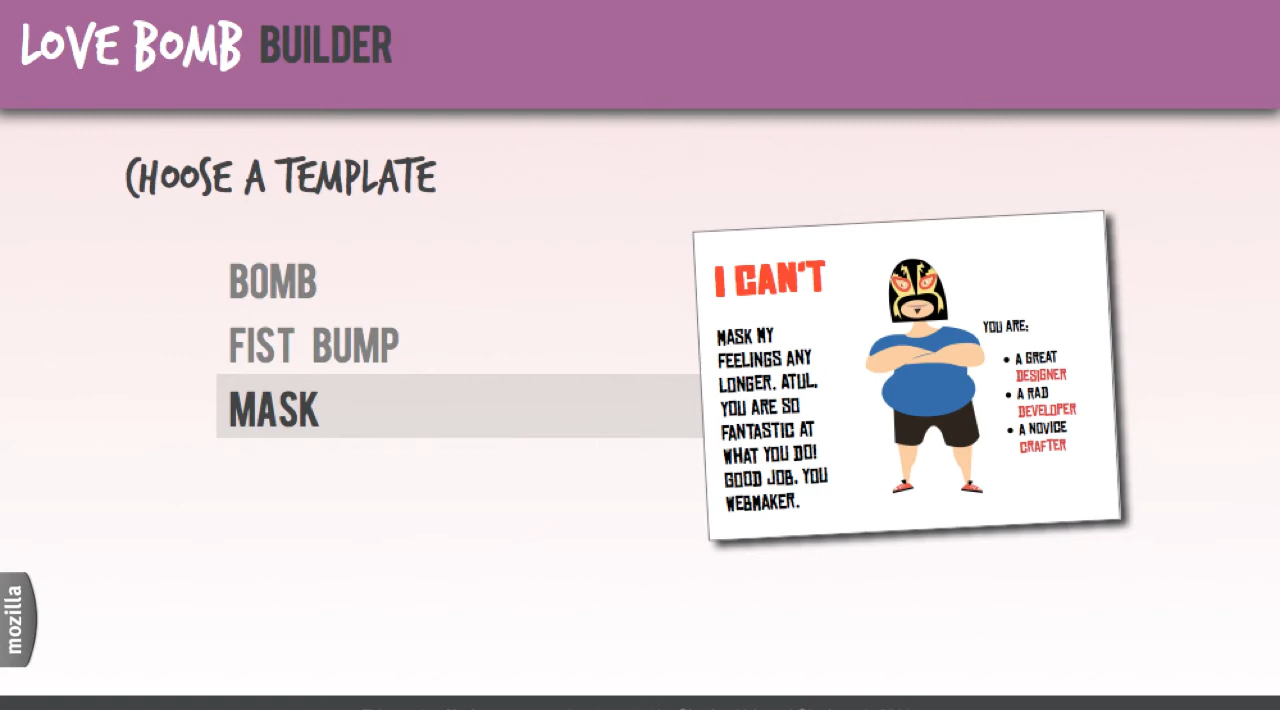 LOVE BOMB BUILDER
CHOOSE A TEMPLATE
BOMB
FIST BUMP
MASK
I CAN'T
MASK MY
FEELINGS ANY
LONGER, ATUL,
YOU ARE SO
FANTASTIC AT
WHAT YOU DO!
GOOD JOB, YOU
WEBMAKER.
YOU ARE:
• A GREAT
DESIGNER
• A RAD
DEVELOPER
• A NOVICE
CRAFTER
mozilla